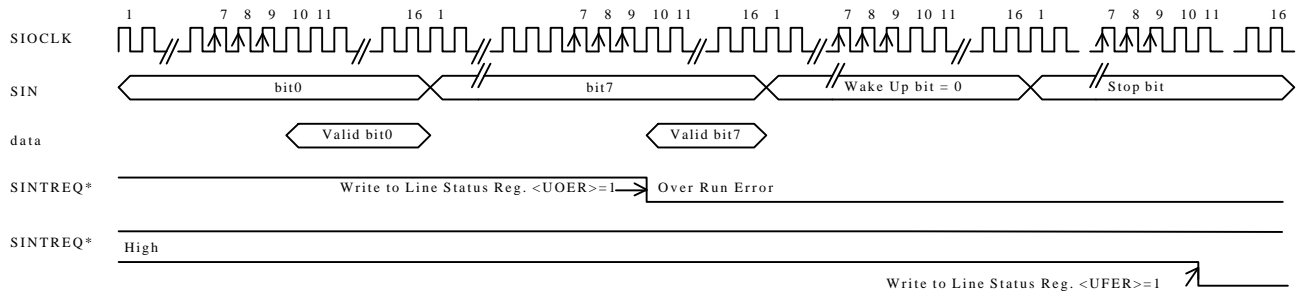 1 7 8 9 10 11 16 1 7 8 9 10 11 16 1 7 8 9 10 11 16 1 7 8 9 10 11 16
SIOCLK
SIN bit0 bit7 Wake Up bit = 0 Stop bit
data Valid bit0 Valid bit7
SINTREQ* Write to Line Status Reg. <UOER>=1 Over Run Error
SINTREQ* High
Write to Line Status Reg. <UFER>=1